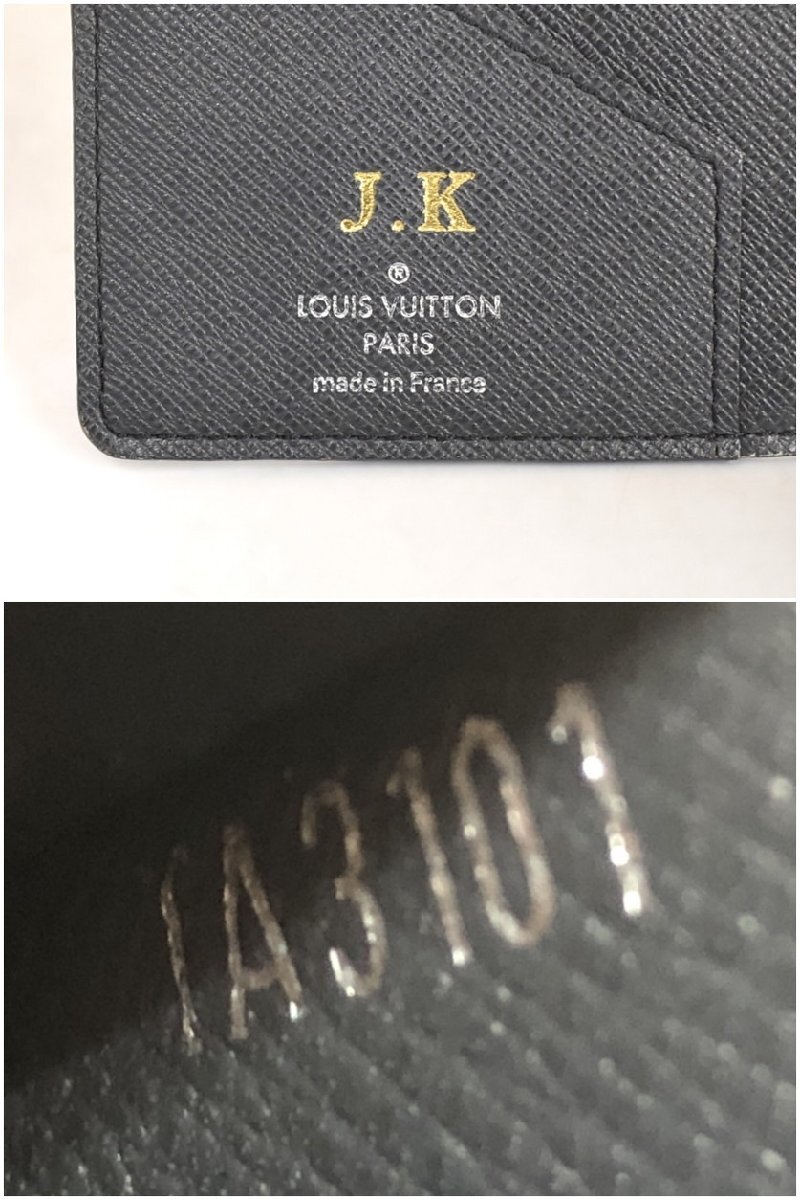 J.K
®
LOUIS VUITTON
PARIS
made in France
IA3101